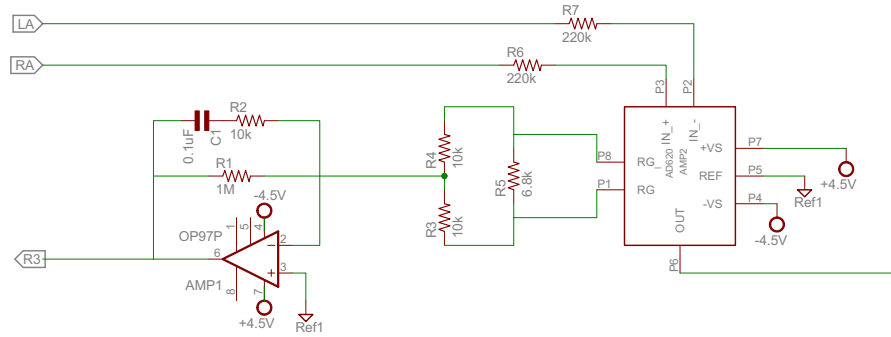 LA
R7
220k
RA
R6
220k
P3
P2
R2
10k
0.1uF
C1
R1
1M
R4
10k
R5
6.8k
R3
10k
P8
P1
RG_
RG
IN_+
AD620
AMP2
IN_-
+VS
REF
-VS
OUT
P7
P5
P4
P6
+4.5V
Ref1
-4.5V
-4.5V
OP97P
1
5
4
2
6
3
8
7
AMP1
R3
+4.5V
Ref1